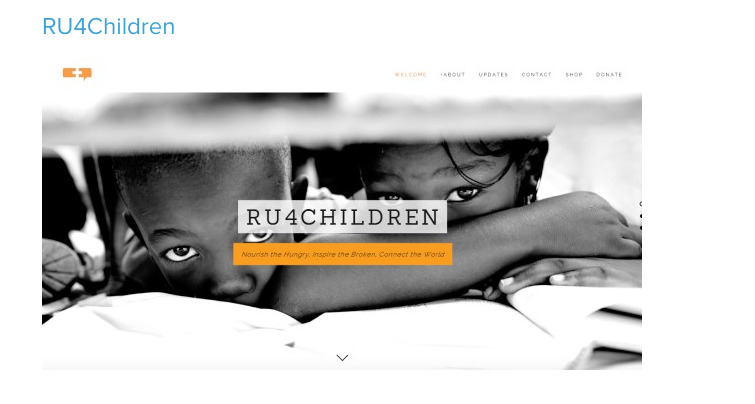 RU4Children
WELCOME +ABOUT UPDATES CONTACT SHOP DONATE
RU4CHILDREN
Nourish the Hungry, Inspire the Broken, Connect the World